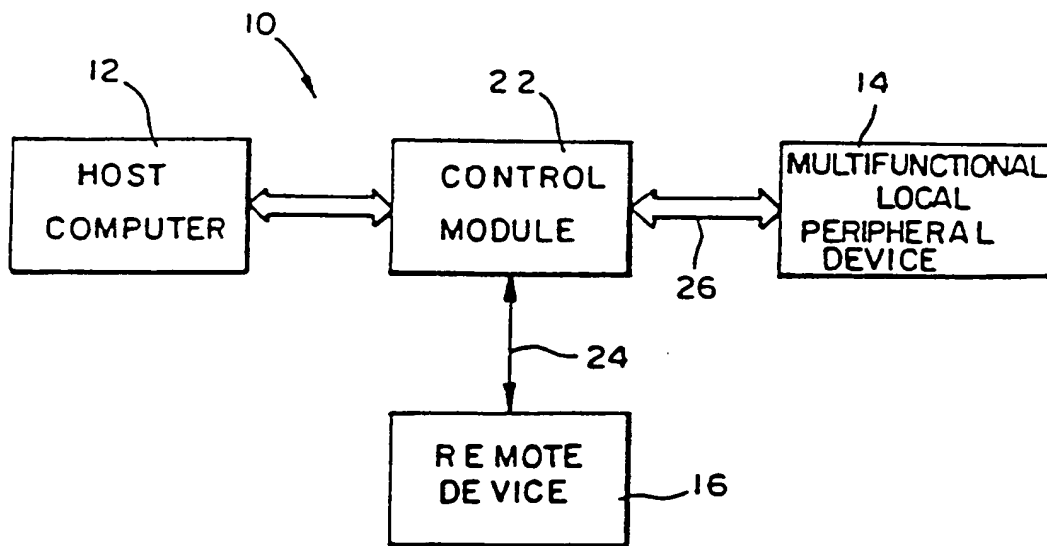 10
12
22
14
HOST
COMPUTER
CONTROL
MODULE
MULTIFUNCTIONAL
LOCAL
PERIPHERAL
DEVICE
26
24
REMOTE
DEVICE
16